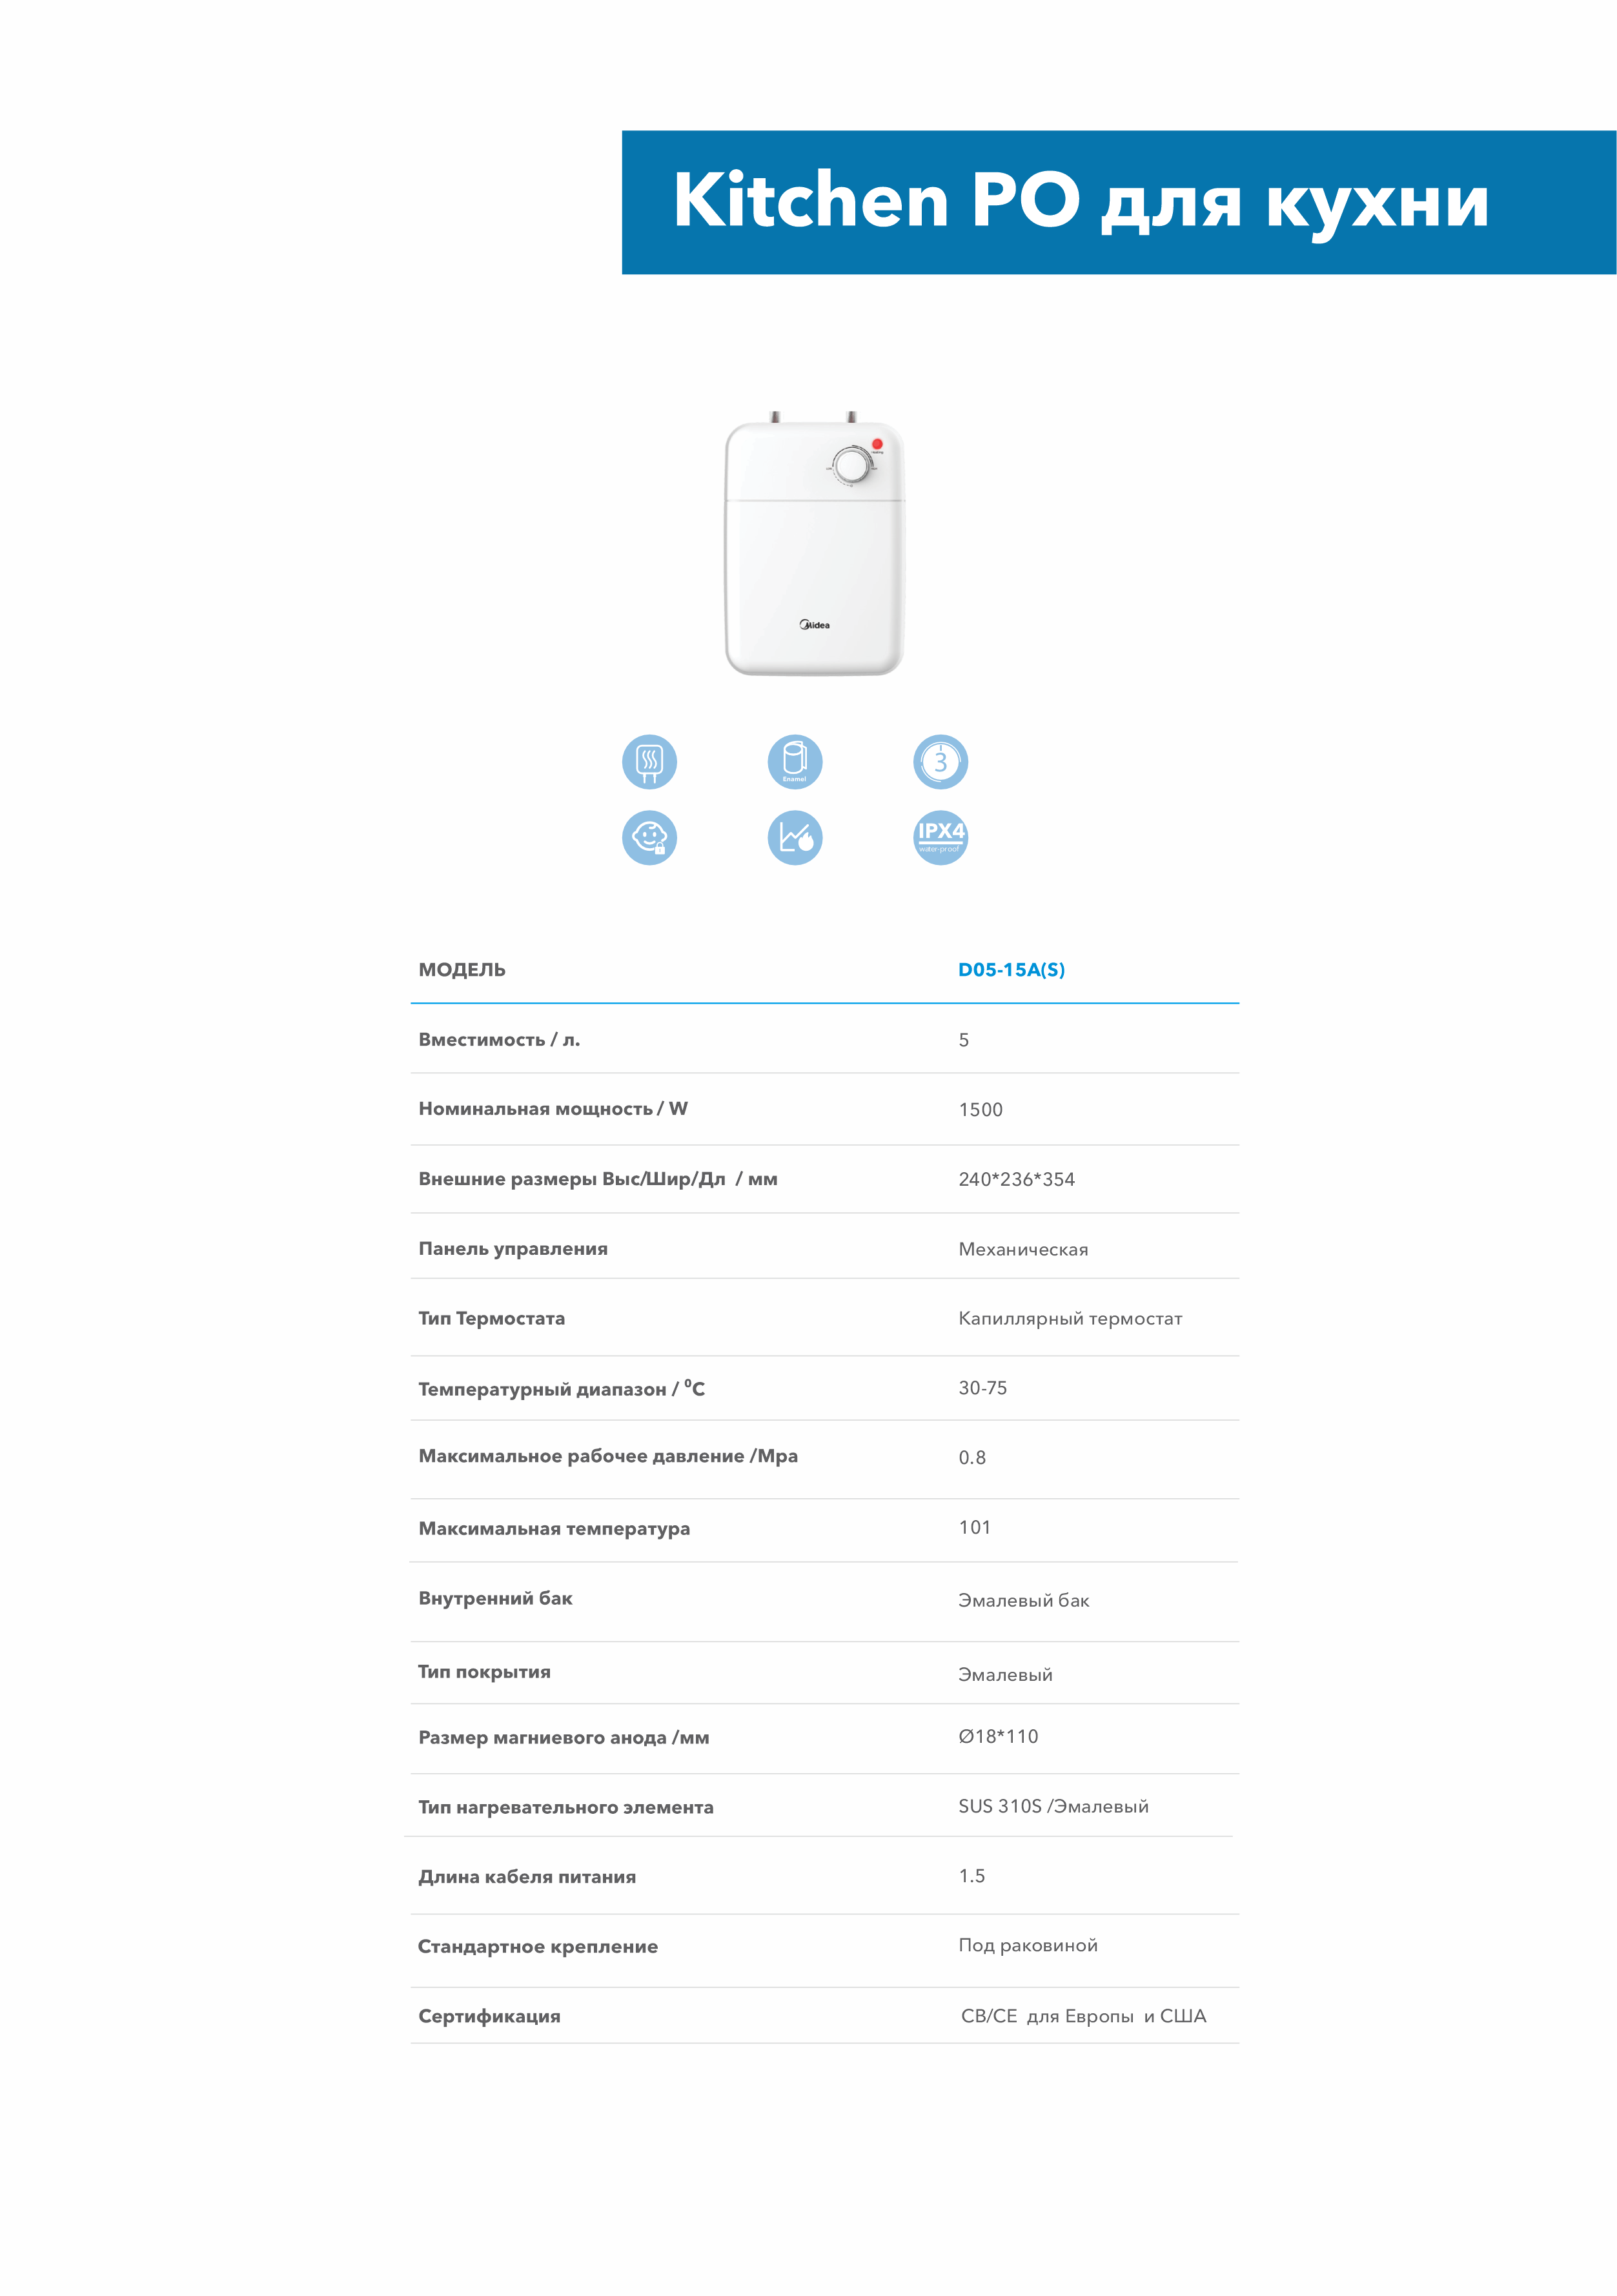 Kitchen PO для кухни
Heating
Midea
Enamel
3
IPX4
water-proof
МОДЕЛЬ D05-15A(S)
Вместимость / л. 5
Номинальная мощность / W 1500
Внешние размеры Выс/Шир/Дл / мм 240*236*354
Панель управления Механическая
Тип Термостата Капиллярный термостат
Температурный диапазон / ⁰C 30-75
Максимальное рабочее давление /Mpa 0.8
Максимальная температура 101
Внутренний бак Эмалевый бак
Тип покрытия Эмалевый
Размер магниевого анода /мм Ø18*110
Тип нагревательного элемента SUS 310S /Эмалевый
Длина кабеля питания 1.5
Стандартное крепление Под раковиной
Сертификация CB/CE для Европы и США